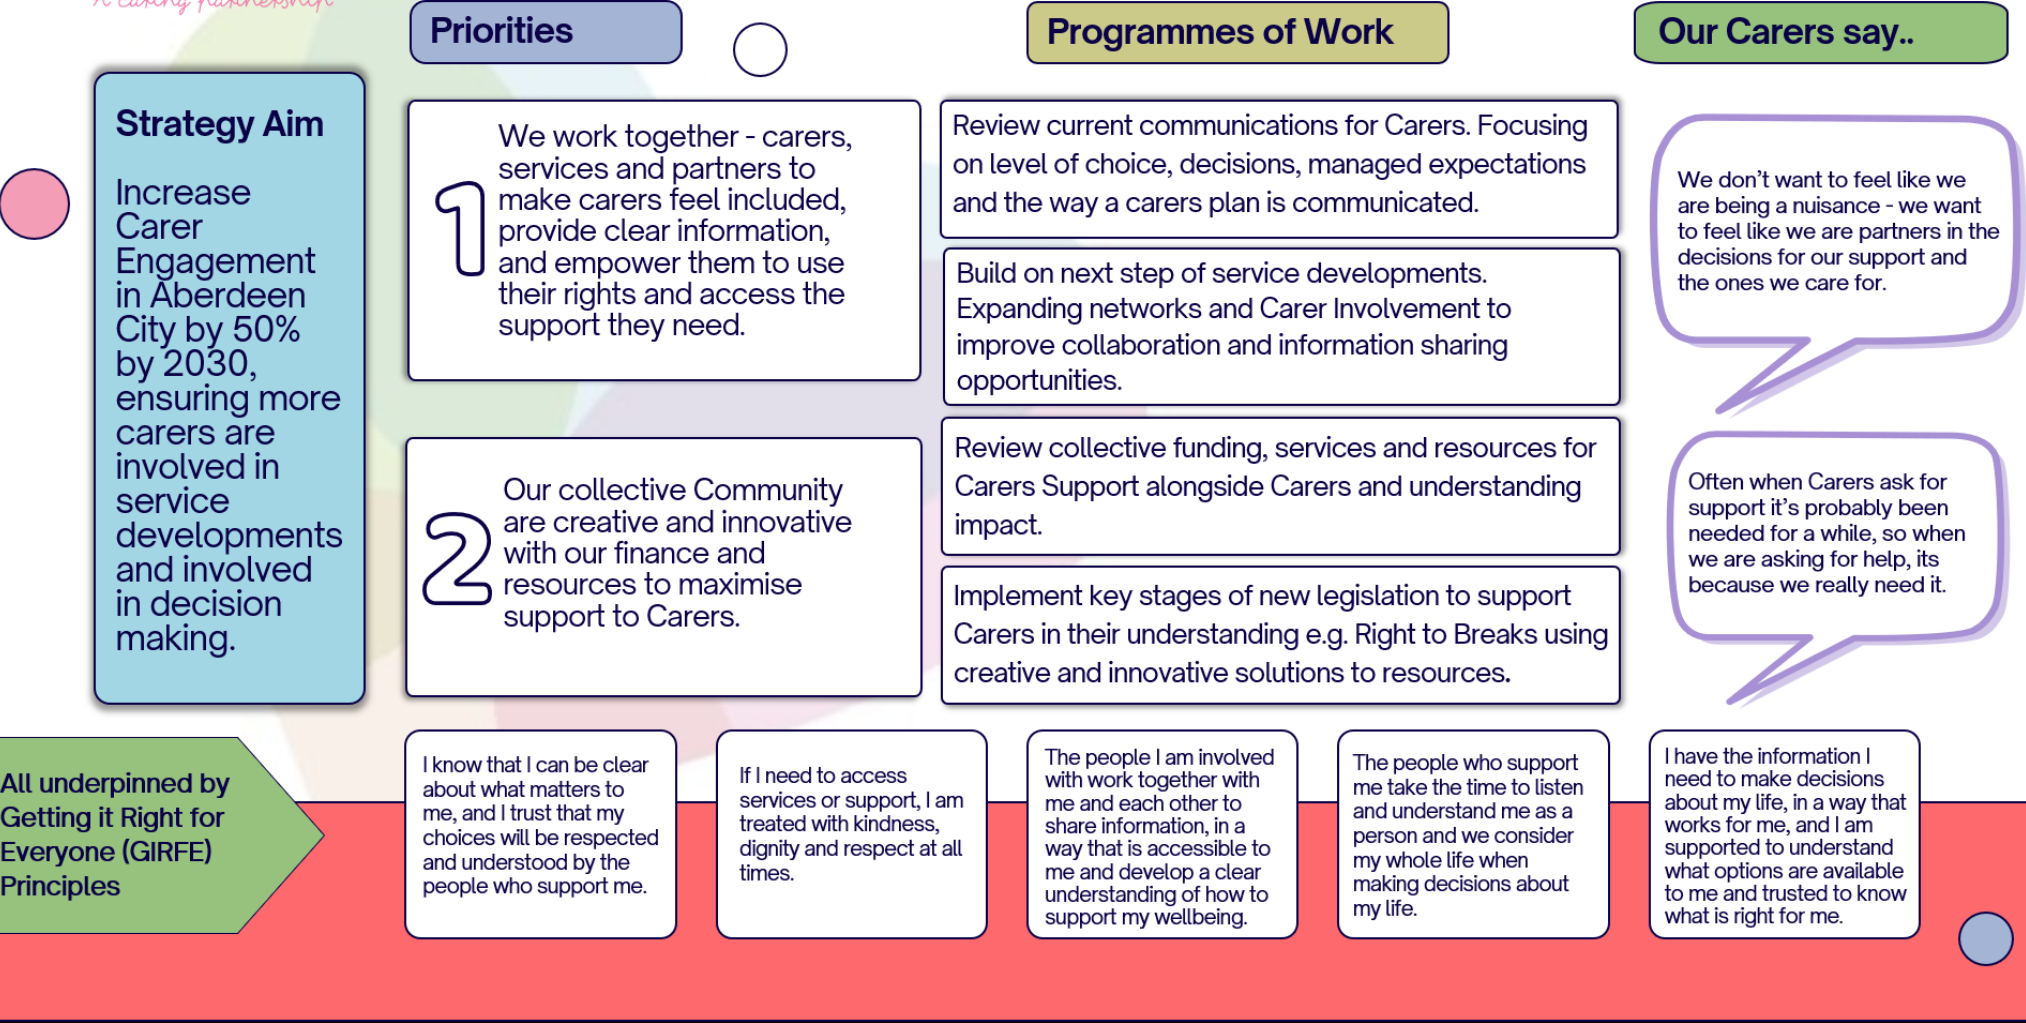 A caring partnership
Priorities
Programmes of Work
Our Carers say..
Strategy Aim
Increase
Carer
Engagement
in Aberdeen
City by 50%
by 2030,
ensuring more
carers are
involved in
service
developments
and involved
in decision
making.
1
We work together - carers,
services and partners to
make carers feel included,
provide clear information,
and empower them to use
their rights and access the
support they need.
2
Our collective Community
are creative and innovative
with our finance and
resources to maximise
support to Carers.
Review current communications for Carers. Focusing
on level of choice, decisions, managed expectations
and the way a carers plan is communicated.
Build on next step of service developments.
Expanding networks and Carer Involvement to
improve collaboration and information sharing
opportunities.
Review collective funding, services and resources for
Carers Support alongside Carers and understanding
impact.
Implement key stages of new legislation to support
Carers in their understanding e.g. Right to Breaks using
creative and innovative solutions to resources.
We don't want to feel like we
are being a nuisance - we want
to feel like we are partners in the
decisions for our support and
the ones we care for.
Often when Carers ask for
support it's probably been
needed for a while, so when
we are asking for help, its
because we really need it.
All underpinned by
Getting it Right for
Everyone (GIRFE)
Principles
I know that I can be clear
about what matters to
me, and I trust that my
choices will be respected
and understood by the
people who support me.
If I need to access
services or support, I am
treated with kindness,
dignity and respect at all
times.
The people I am involved
with work together with
me and each other to
share information, in a
way that is accessible to
me and develop a clear
understanding of how to
support my wellbeing.
The people who support
me take the time to listen
and understand me as a
person and we consider
my whole life when
making decisions about
my life.
I have the information I
need to make decisions
about my life, in a way that
works for me, and I am
supported to understand
what options are available
to me and trusted to know
what is right for me.